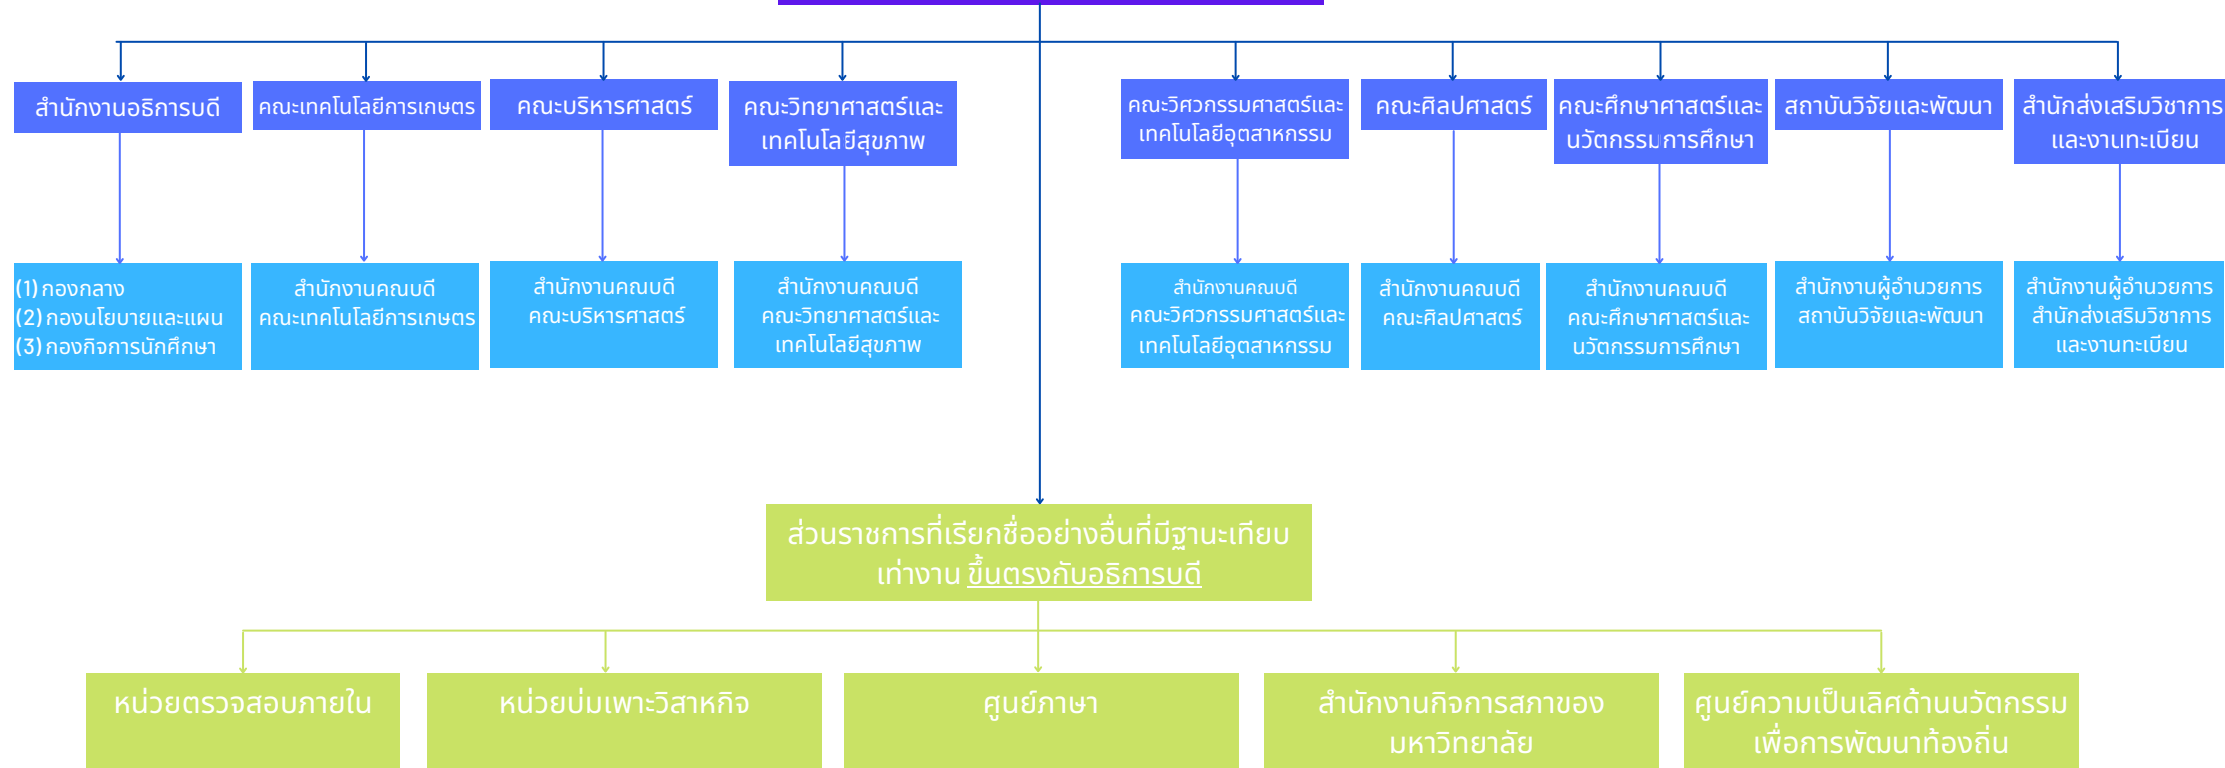 สำนักงานอธิการบดี
คณะเทคโนโลยีการเกษตร
คณะบริหารศาสตร์
คณะวิทยาศาสตร์และ
เทคโนโลยีสุขภาพ
คณะวิศวกรรมศาสตร์และ
เทคโนโลยีอุตสาหกรรม
คณะศิลปศาสตร์
คณะศึกษาศาสตร์และ
นวัตกรรมการศึกษา
สถาบันวิจัยและพัฒนา
สำนักส่งเสริมวิชาการ
และงานทะเบียน
(1) กองกลาง
(2) กองนโยบายและแผน
(3) กองกิจการนักศึกษา
สำนักงานคณบดี
คณะเทคโนโลยีการเกษตร
สำนักงานคณบดี
คณะบริหารศาสตร์
สำนักงานคณบดี
คณะวิทยาศาสตร์และ
เทคโนโลยีสุขภาพ
สำนักงานคณบดี
คณะวิศวกรรมศาสตร์และ
เทคโนโลยีอุตสาหกรรม
สำนักงานคณบดี
คณะศิลปศาสตร์
สำนักงานคณบดี
คณะศึกษาศาสตร์และ
นวัตกรรมการศึกษา
สำนักงานผู้อำนวยการ
สถาบันวิจัยและพัฒนา
สำนักงานผู้อำนวยการ
สำนักส่งเสริมวิชาการ
และงานทะเบียน
ส่วนราชการที่เรียกชื่ออย่างอื่นที่มีฐานะเทียบ
เท่างาน ขึ้นตรงกับอธิการบดี
หน่วยตรวจสอบภายใน
หน่วยบ่มเพาะวิสาหกิจ
ศูนย์ภาษา
สำนักงานกิจการสภาของ
มหาวิทยาลัย
ศูนย์ความเป็นเลิศด้านนวัตกรรม
เพื่อการพัฒนาท้องถิ่น